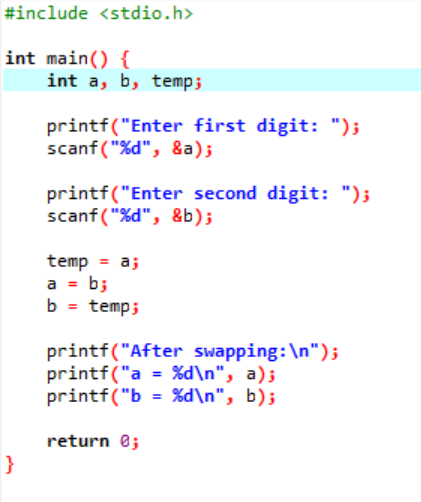 #include <stdio.h>
int main() {
    int a, b, temp;
    printf("Enter first digit: ");
    scanf("%d", &a);
    printf("Enter second digit: ");
    scanf("%d", &b);
    temp = a;
    a = b;
    b = temp;
    printf("After swapping:\n");
    printf("a = %d\n", a);
    printf("b = %d\n", b);
    return 0;
}